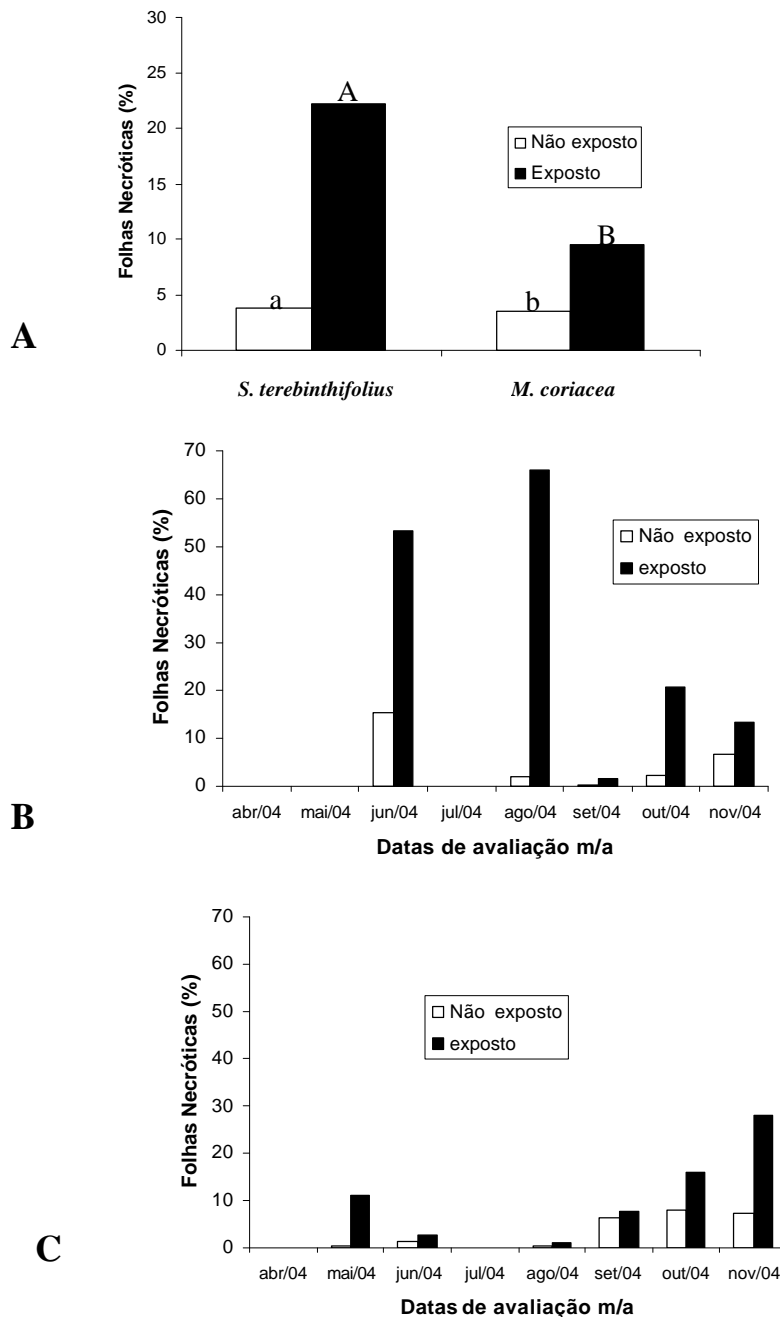 30
25
20
15
10
5
0
Folhas Necróticas (%)
A
B
a
b
Não exposto
Exposto
S. terebinthifolius
M. coriacea
A
70
60
50
40
30
20
10
0
Folhas Necróticas (%)
Não exposto
exposto
abr/04 mai/04 jun/04 jul/04 ago/04 set/04 out/04 nov/04
Datas de avaliação m/a
B
70
60
50
40
30
20
10
0
Folhas Necróticas (%)
Não exposto
exposto
abr/04 mai/04 jun/04 jul/04 ago/04 set/04 out/04 nov/04
Datas de avaliação m/a
C